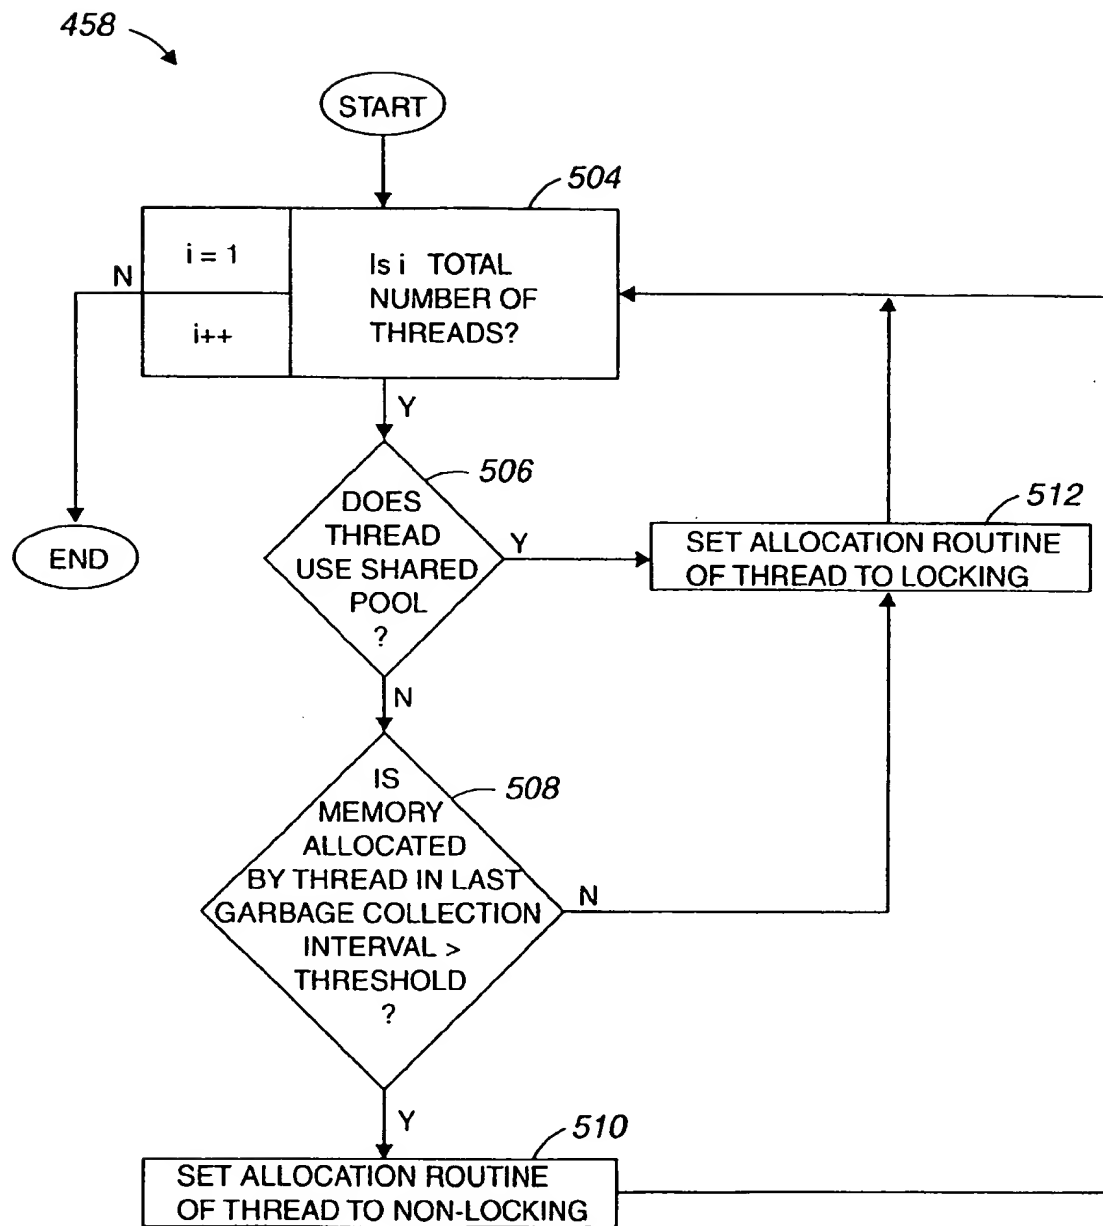 458
START
504
i = 1
Is i TOTAL
NUMBER OF
THREADS?
N
i++
Y
506
DOES
THREAD
USE SHARED
POOL
?
Y
512
SET ALLOCATION ROUTINE
OF THREAD TO LOCKING
END
N
508
IS
MEMORY
ALLOCATED
BY THREAD IN LAST
GARBAGE COLLECTION
INTERVAL >
THRESHOLD
?
N
Y
510
SET ALLOCATION ROUTINE
OF THREAD TO NON-LOCKING